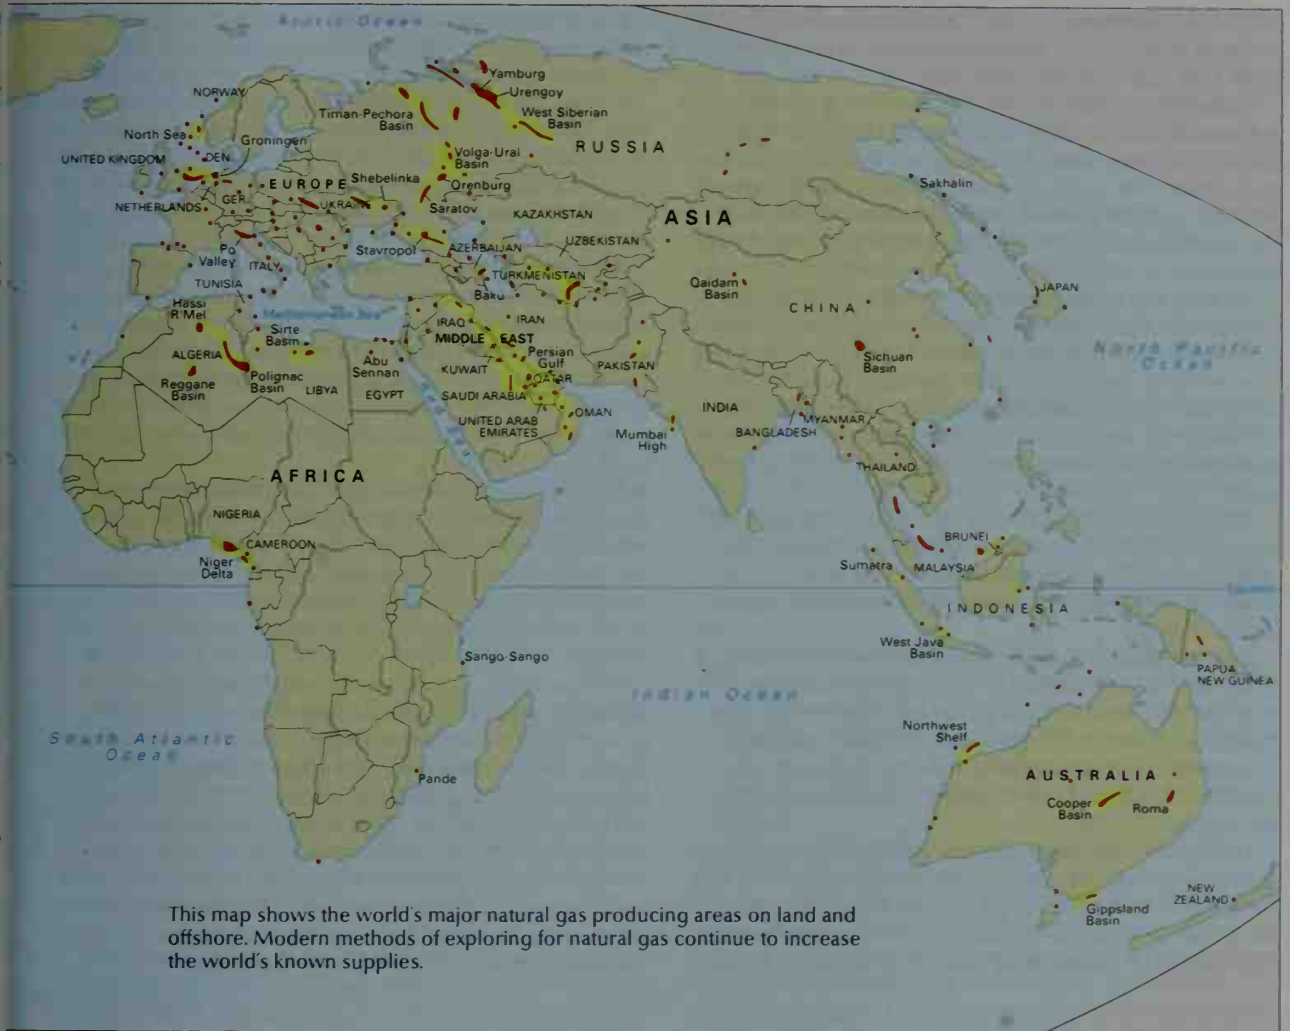 Arctic Ocean
Yamburg
Urengoy
NORWAY
Timan-Pechora
Basin
West Siberian
Basin
North Sea
Groningen
RUSSIA
UNITED KINGDOM
DEN
Volga-Ural
Basin
EUROPE
Shebelinka
Orenburg
Sakhalin
NETHERLANDS
GER
UKRAINE
Saratov
KAZAKHSTAN
ASIA
Po
Valley
ITALY
Stavropol
AZERBAIJAN
UZBEKISTAN
TUNISIA
TURKMENISTAN
Baku
Qaidam
Basin
JAPAN
Hassi
R'Mel
Mediterranean Sea
CHINA
Sirte
Basin
IRAQ
IRAN
MIDDLE EAST
North Pacific
Ocean
ALGERIA
Abu
Sennan
Persian
Gulf
Sichuan
Basin
Reggane
Basin
Polignac
Basin
LIBYA
EGYPT
KUWAIT
QATAR
PAKISTAN
SAUDI ARABIA
Red Sea
UNITED ARAB
EMIRATES
OMAN
INDIA
Mumbai
High
BANGLADESH
MYANMAR
THAILAND
AFRICA
NIGERIA
CAMEROON
Niger
Delta
BRUNEI
Sumatra
MALAYSIA
INDONESIA
West Java
Basin
Sango-Sango
PAPUA
NEW GUINEA
Indian Ocean
South Atlantic
Ocean
Northwest
Shelf
Pande
AUSTRALIA
Cooper
Basin
Roma
NEW
ZEALAND
Gippsland
Basin
This map shows the world's major natural gas producing areas on land and
offshore. Modern methods of exploring for natural gas continue to increase
the world's known supplies.